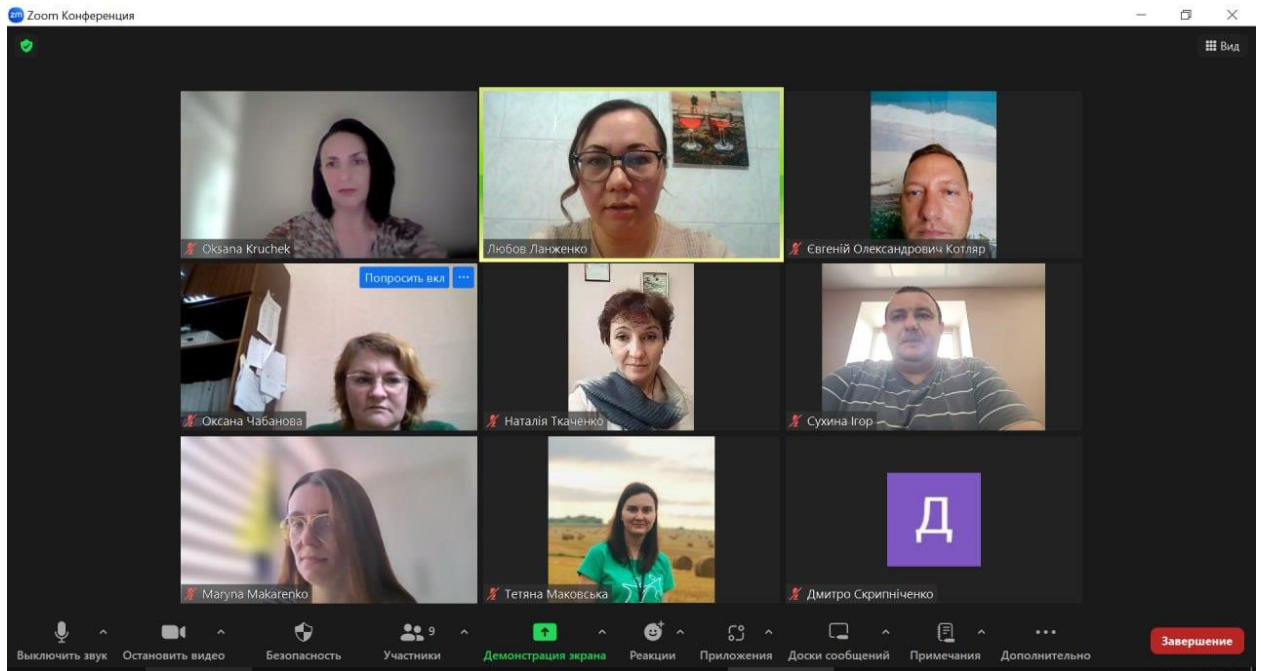 zm Zoom Конференция
Вид
Oksana Kruchek
Любов Ланженко
Євгеній Олександрович Котляр
Попросить вкл ...
Оксана Чабанова
Наталія Ткаченко
Сухина Ігор
Maryna Makarenko
Тетяна Маковська
Д
Дмитро Скрипніченко
9
Выключить звук Остановить видео Безопасность Участники Демонстрация экрана Реакции Приложения Доски сообщений Примечания Дополнительно Завершение